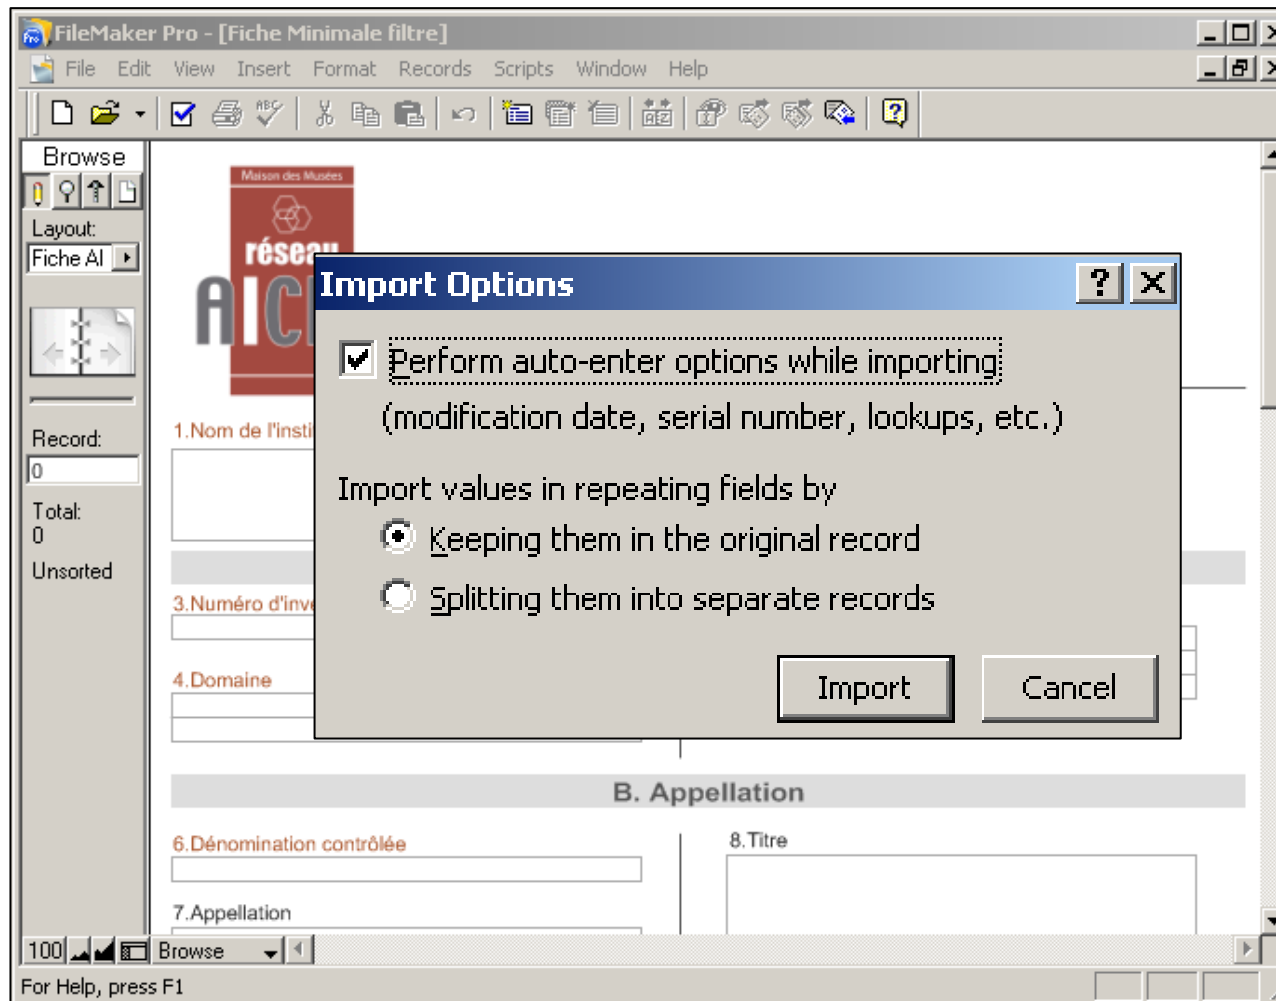 FileMaker Pro - [Fiche Minimale filtre]
File Edit View Insert Format Records Scripts Window Help
Browse
Layout:
Fiche AI
Record:
0
Total:
0
Unsorted
Maison des Musées
réseau
AIC
1.Nom de l'insti
3.Numéro d'inve
4.Domaine
Import Options
Perform auto-enter options while importing
(modification date, serial number, lookups, etc.)
Import values in repeating fields by
Keeping them in the original record
Splitting them into separate records
Import Cancel
B. Appellation
6.Dénomination contrôlée
8.Titre
7.Appellation
100 Browse
For Help, press F1